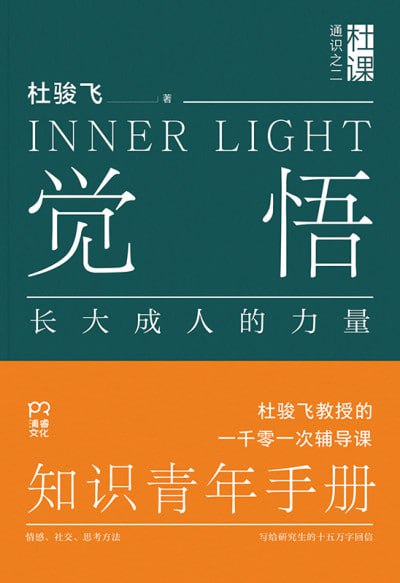 杜课
通识之二
杜骏飞 著
INNER LIGHT
觉悟
长大成人的力量
浦睿文化
杜骏飞教授的
一千零一次辅导课
知识青年手册
情感、社交、思考方法
写给研究生的十五万字回信